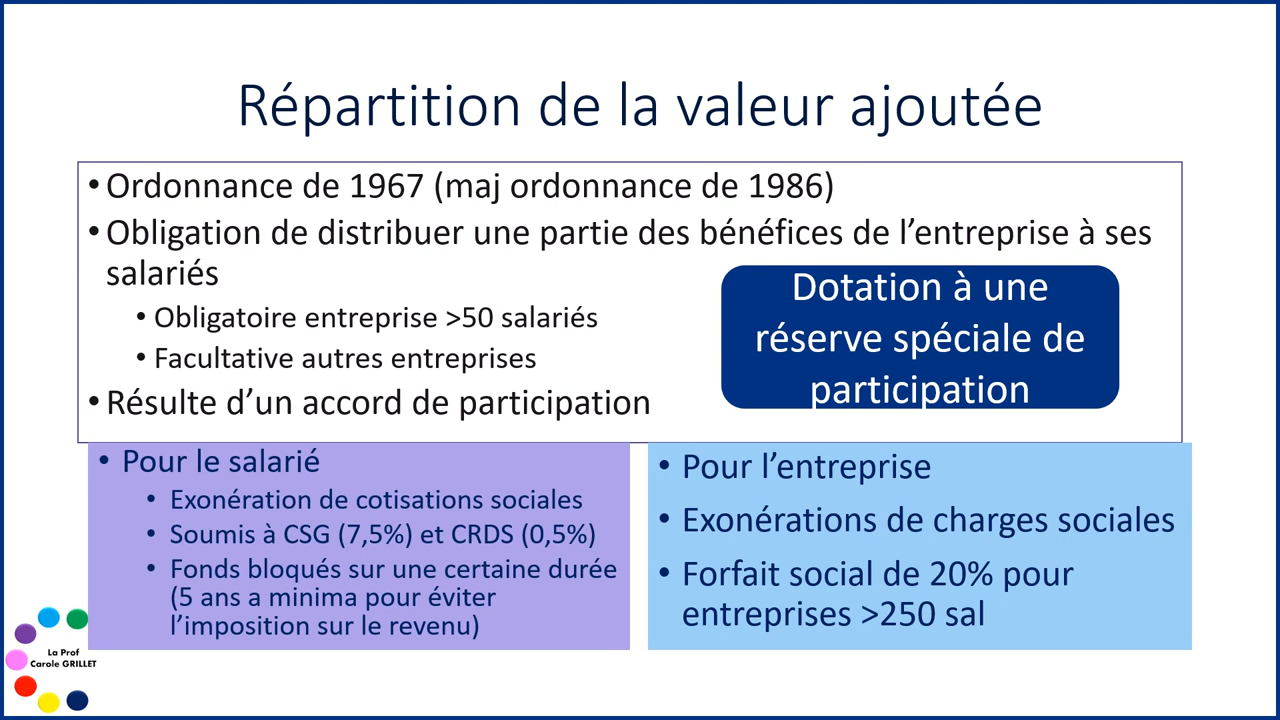 Répartition de la valeur ajoutée
• Ordonnance de 1967 (maj ordonnance de 1986)
• Obligation de distribuer une partie des bénéfices de l’entreprise à ses
salariés
• Obligatoire entreprise >50 salariés
• Facultative autres entreprises
• Résulte d’un accord de participation
Dotation à une
réserve spéciale de
participation
• Pour le salarié
• Exonération de cotisations sociales
• Soumis à CSG (7,5%) et CRDS (0,5%)
• Fonds bloqués sur une certaine durée
(5 ans a minima pour éviter
l’imposition sur le revenu)
• Pour l’entreprise
• Exonérations de charges sociales
• Forfait social de 20% pour
entreprises >250 sal
La Prof
Carole GRILLET